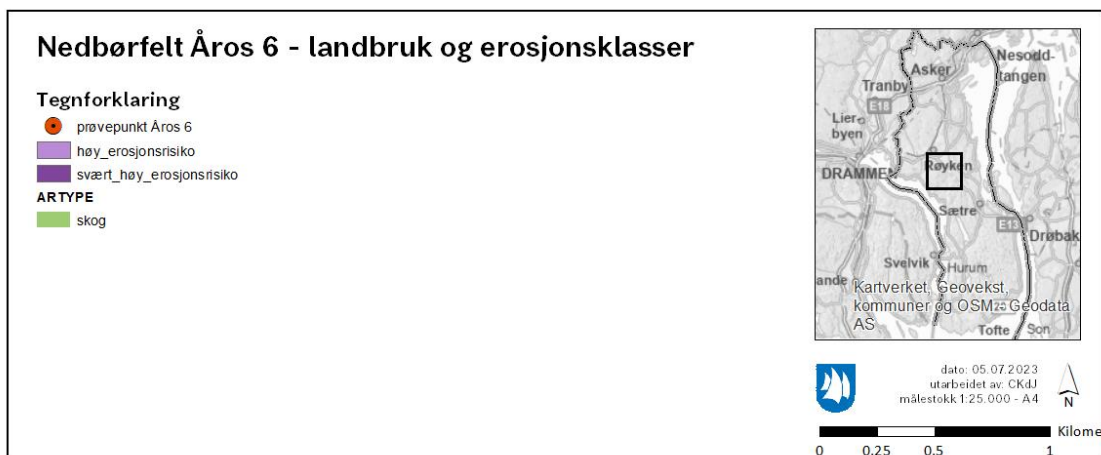 Nedbørfelt Åros 6 - landbruk og erosjonsklasser
Tegnforklaring
prøvepunkt Åros 6
høy_erosjonsrisiko
svært_høy_erosjonsrisiko
ARTYPE
skog
Nesodd-
tangen
Asker
Tranby
E18
Lier-
byen
Røyken
DRAMMEN
Sætre
Drøbak
Svelvik
Hurum
ande
Kartverket, Geovekst,
kommuner og OSM - Geodata
AS
Tofte
Son
dato: 05.07.2023
utarbeidet av: CKdJ
målestokk 1:25.000 - A4
N
Kilome
0 0.25 0.5 1